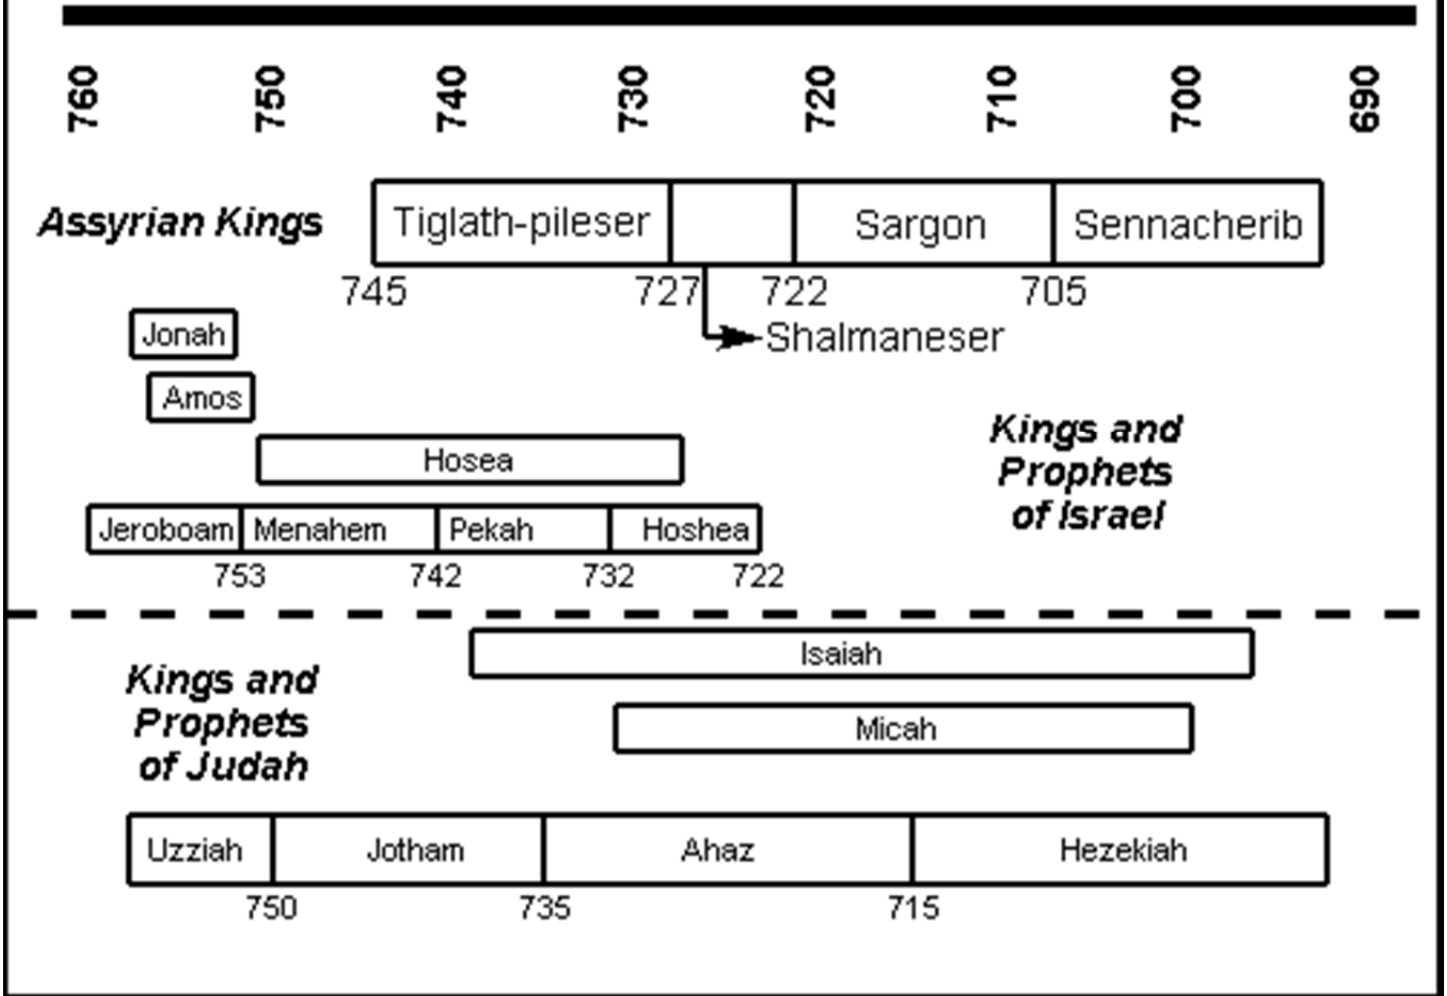 760 750 740 730 720 710 700 690
Assyrian Kings
Tiglath-pileser Sargon Sennacherib
745 727 722 705
Shalmaneser
Jonah
Amos
Hosea
Kings and
Prophets
of Israel
Jeroboam Menahem Pekah Hoshea
753 742 732 722
Isaiah
Kings and
Prophets
of Judah
Micah
Uzziah Jotham Ahaz Hezekiah
750 735 715